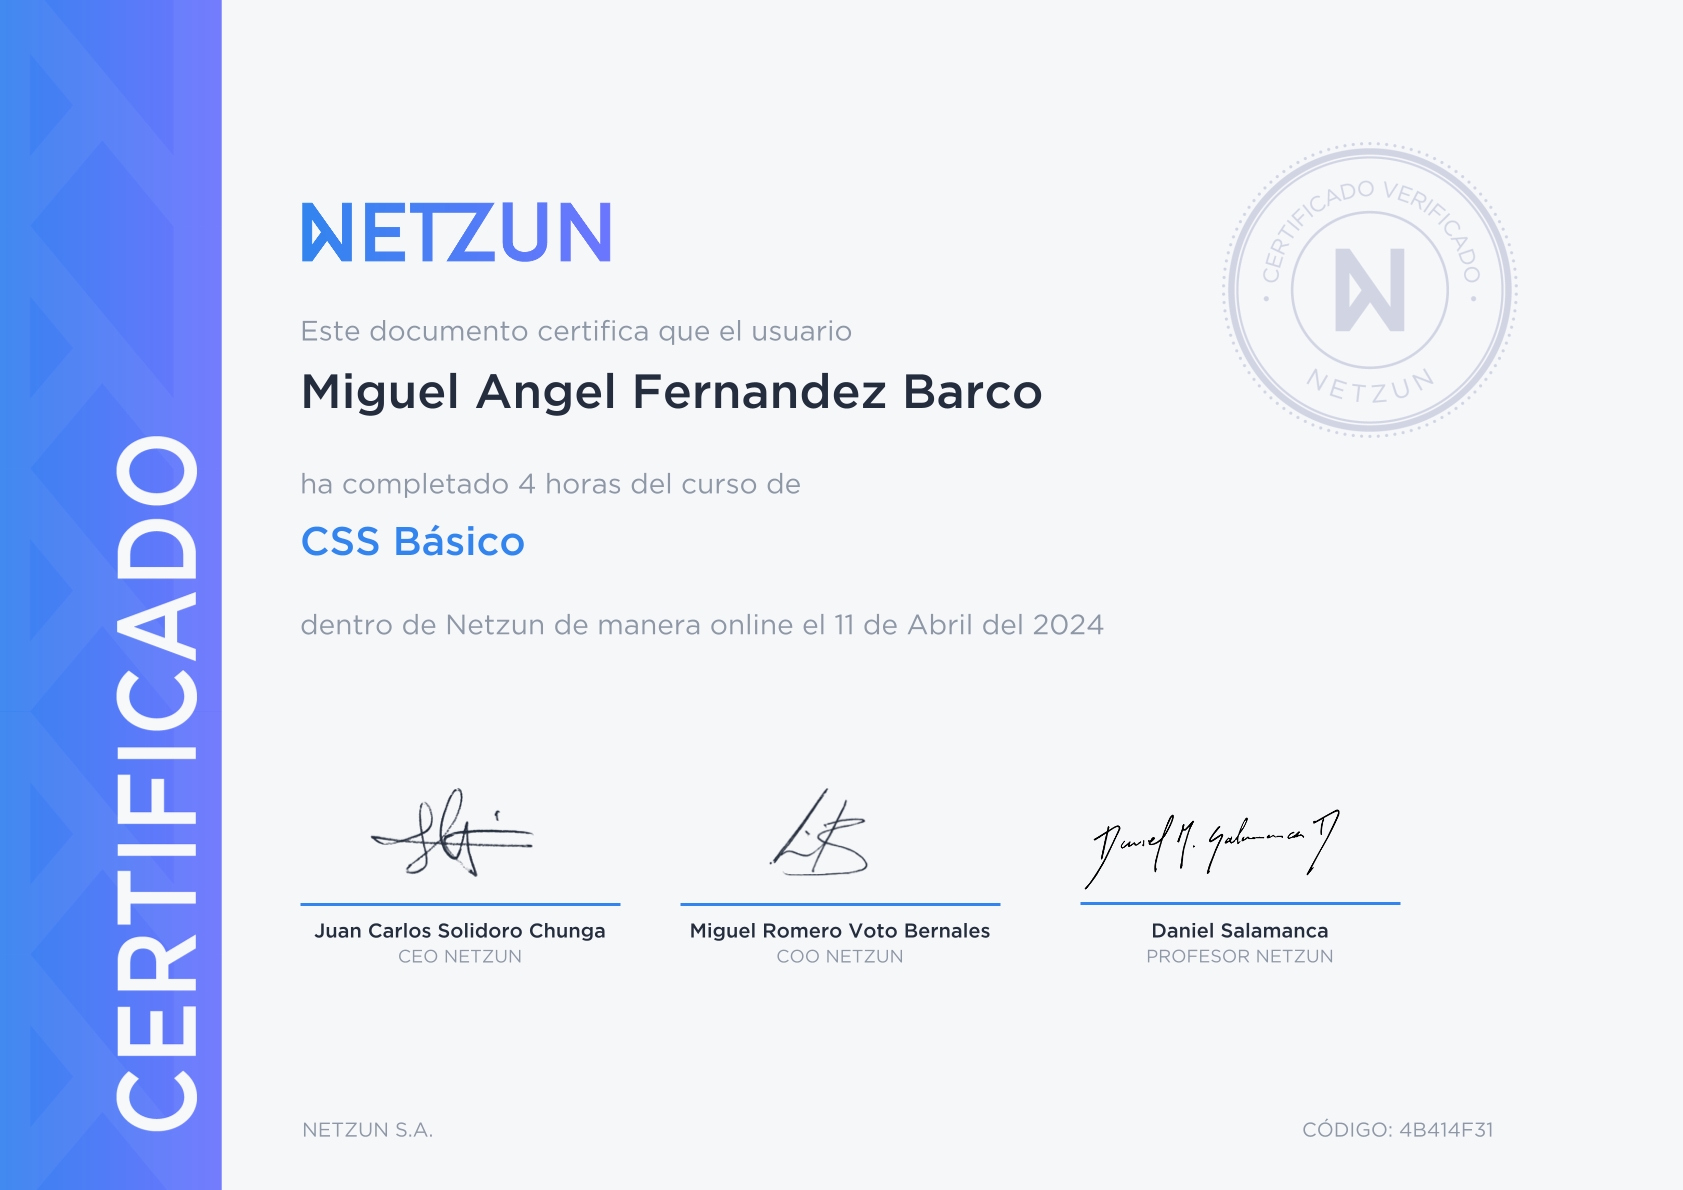 CERTIFICADO
NETZUN
CERTIFICADO VERIFICADO
N
NETZUN
Este documento certifica que el usuario
Miguel Angel Fernandez Barco
ha completado 4 horas del curso de
CSS Básico
dentro de Netzun de manera online el 11 de Abril del 2024
Daniel M. Salamanca D
Juan Carlos Solidoro Chunga
CEO NETZUN
Miguel Romero Voto Bernales
COO NETZUN
Daniel Salamanca
PROFESOR NETZUN
NETZUN S.A.
CÓDIGO: 4B414F31